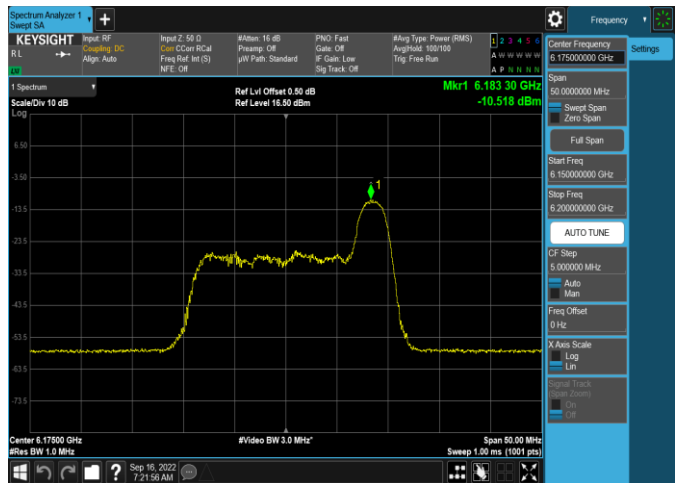 Spectrum Analyzer 1
Swept SA
Frequency
KEYSIGHT
RL
LW
Input: RF
Coupling: DC
Align: Auto
Input Z: 50 Ω
Corr CCorr RCal
Freq Ref: Int (S)
NFE: Off
#Atten: 16 dB
Preamp: Off
µW Path: Standard
PNO: Fast
Gate: Off
IF Gain: Low
Sig Track: Off
#Avg Type: Power (RMS)
Avg|Hold: 100/100
Trig: Free Run
1 2 3 4 5 6
A W W W W W
A P N N N N
1 Spectrum
Scale/Div 10 dB
Log
Ref Lvl Offset 0.50 dB
Ref Level 16.50 dBm
Mkr1 6.183 30 GHz
-10.518 dBm
6.50
-3.50
-13.5
-23.5
-33.5
-43.5
-53.5
-63.5
-73.5
1
Center 6.17500 GHz
#Res BW 1.0 MHz
#Video BW 3.0 MHz*
Span 50.00 MHz
Sweep 1.00 ms (1001 pts)
Sep 16, 2022
7:21:56 AM
Center Frequency
6.175000000 GHz
Span
50.0000000 MHz
Swept Span
Zero Span
Full Span
Start Freq
6.150000000 GHz
Stop Freq
6.200000000 GHz
AUTO TUNE
CF Step
5.000000 MHz
Auto
Man
Freq Offset
0 Hz
X Axis Scale
Log
Lin
Signal Track
(Span Zoom)
On
Off
Settings